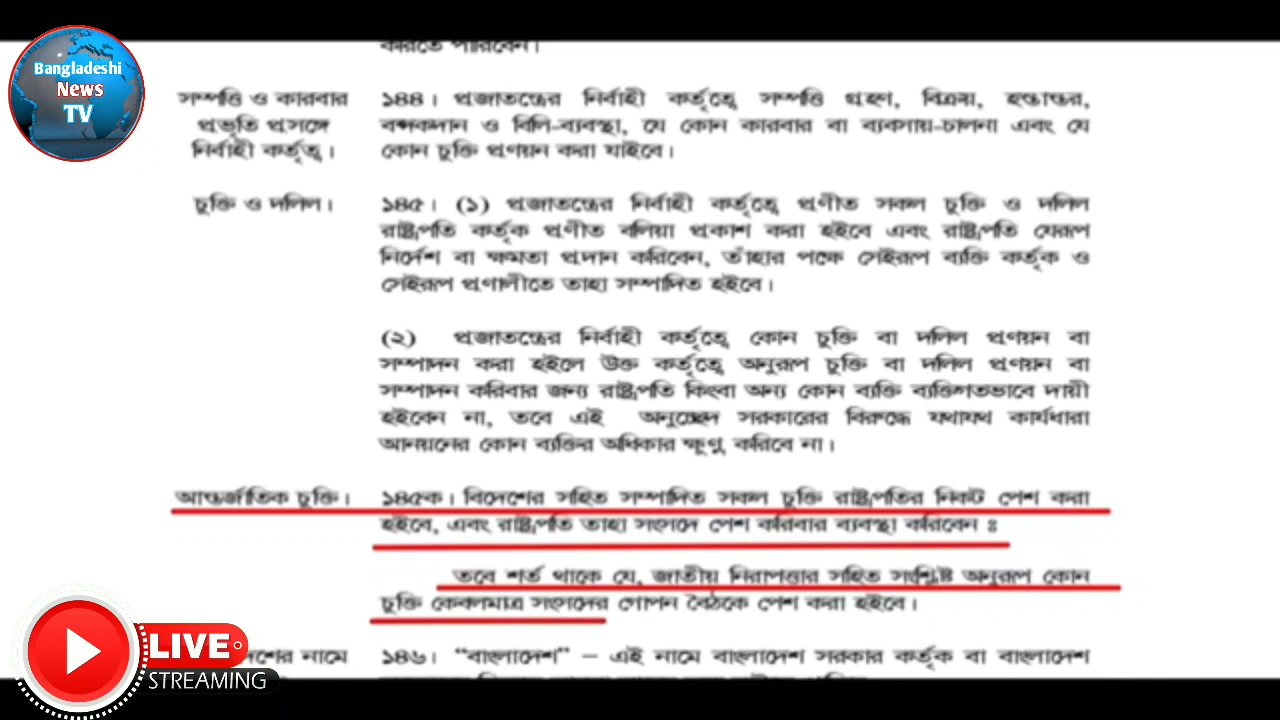 Bangladeshi
News
TV
করিতে পারিবেন।
সম্পত্তি ও কারবার
প্রভৃতি প্রসঙ্গে
নির্বাহী কর্তৃত্ব।
১৪৪। প্রজাতন্ত্রের নির্বাহী কর্তৃত্বে সম্পত্তি গ্রহণ, বিক্রয়, হস্তান্তর,
বন্ধকদান ও বিলি-ব্যবস্থা, যে কোন কারবার বা ব্যবসায়-চালনা এবং যে
কোন চুক্তি প্রণয়ন করা যাইবে।
চুক্তি ও দলিল।
১৪৫। (১) প্রজাতন্ত্রের নির্বাহী কর্তৃত্বে প্রণীত সকল চুক্তি ও দলিল
রাষ্ট্রপতি কর্তৃক প্রণীত বলিয়া প্রকাশ করা হইবে এবং রাষ্ট্রপতি যেরূপ
নির্দেশ বা ক্ষমতা প্রদান করিবেন, তাঁহার পক্ষে সেইরূপ ব্যক্তি কর্তৃক ও
সেইরূপ প্রণালীতে তাহা সম্পাদিত হইবে।
(২) প্রজাতন্ত্রের নির্বাহী কর্তৃত্বে কোন চুক্তি বা দলিল প্রণয়ন বা
সম্পাদন করা হইলে উক্ত কর্তৃত্বে অনুরূপ চুক্তি বা দলিল প্রণয়ন বা
সম্পাদন করিবার জন্য রাষ্ট্রপতি কিংবা অন্য কোন ব্যক্তি ব্যক্তিগতভাবে দায়ী
হইবেন না, তবে এই অনুচ্ছেদ সরকারের বিরুদ্ধে যথাযথ কার্যধারা
আনয়নের কোন ব্যক্তির অধিকার ক্ষুণ্ণ করিবে না।
আন্তর্জাতিক চুক্তি।
১৪৫ক। বিদেশের সহিত সম্পাদিত সকল চুক্তি রাষ্ট্রপতির নিকট পেশ করা
হইবে, এবং রাষ্ট্রপতি তাহা সংসদে পেশ করিবার ব্যবস্থা করিবেন ঃ
তবে শর্ত থাকে যে, জাতীয় নিরাপত্তার সহিত সংশ্লিষ্ট অনুরূপ কোন
চুক্তি কেবলমাত্র সংসদের গোপন বৈঠকে পেশ করা হইবে।
দেশের নামে
১৪৬। “বাংলাদেশ” – এই নামে বাংলাদেশ সরকার কর্তৃক বা বাংলাদেশ
LIVE
STREAMING